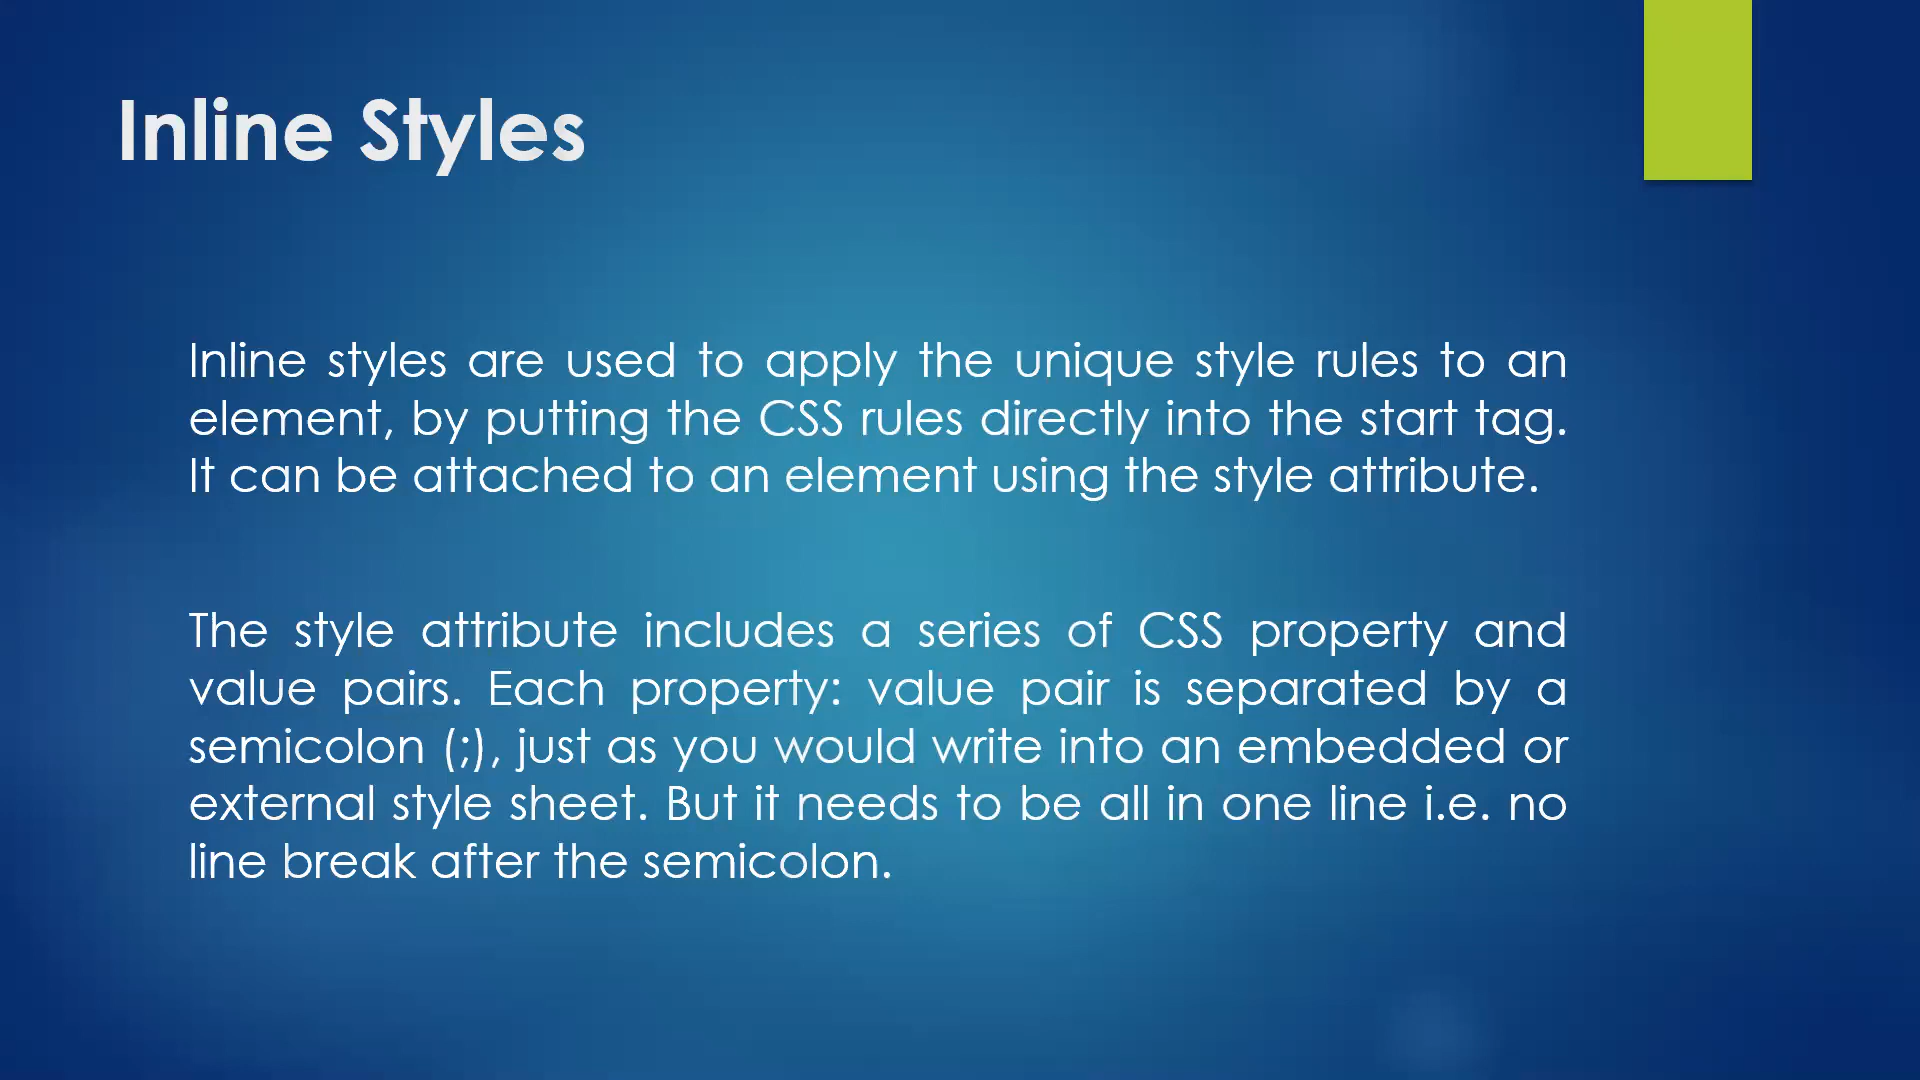 Inline Styles
Inline styles are used to apply the unique style rules to an
element, by putting the CSS rules directly into the start tag.
It can be attached to an element using the style attribute.
The style attribute includes a series of CSS property and
value pairs. Each property: value pair is separated by a
semicolon (;), just as you would write into an embedded or
external style sheet. But it needs to be all in one line i.e. no
line break after the semicolon.